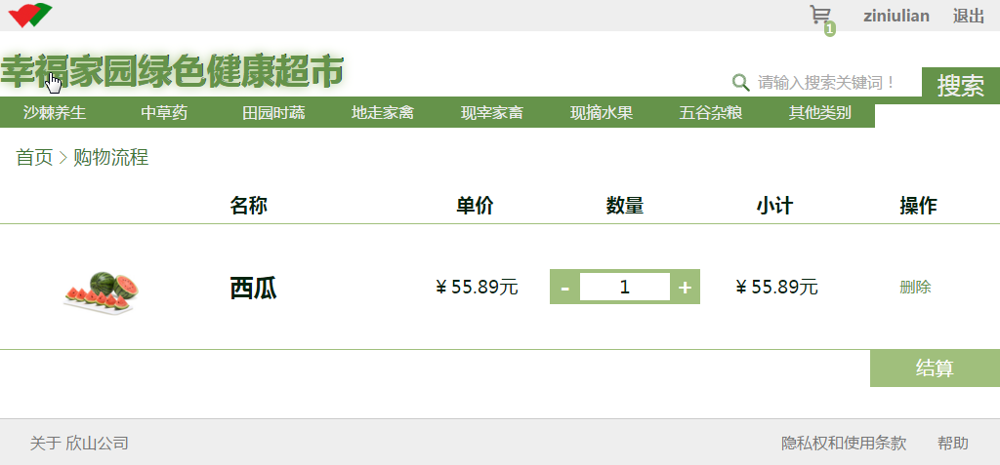 1 ziniulian 退出
幸福家园绿色健康超市
请输入搜索关键词！ 搜索
沙棘养生 中草药 田园时蔬 地走家禽 现宰家畜 现摘水果 五谷杂粮 其他类别
首页 > 购物流程
名称 单价 数量 小计 操作
西瓜 ¥ 55.89元 - 1 + ¥ 55.89元 删除
结算
关于 欣山公司 隐私权和使用条款 帮助